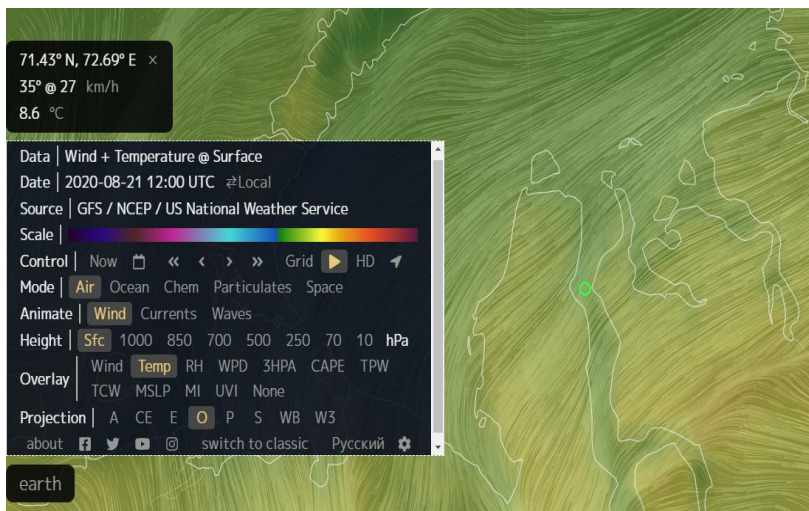 71.43° N, 72.69° E ×
35° @ 27 km/h
8.6 °C
Data | Wind + Temperature @ Surface
Date | 2020-08-21 12:00 UTC ⇄Local
Source | GFS / NCEP / US National Weather Service
Scale |
Control | Now « ‹ › » Grid HD
Mode | Air Ocean Chem Particulates Space
Animate | Wind Currents Waves
Height | Sfc 1000 850 700 500 250 70 10 hPa
Overlay | Wind Temp RH WPD 3HPA CAPE TPW
TCW MSLP MI UVI None
Projection | A CE E O P S WB W3
about switch to classic Русский
earth